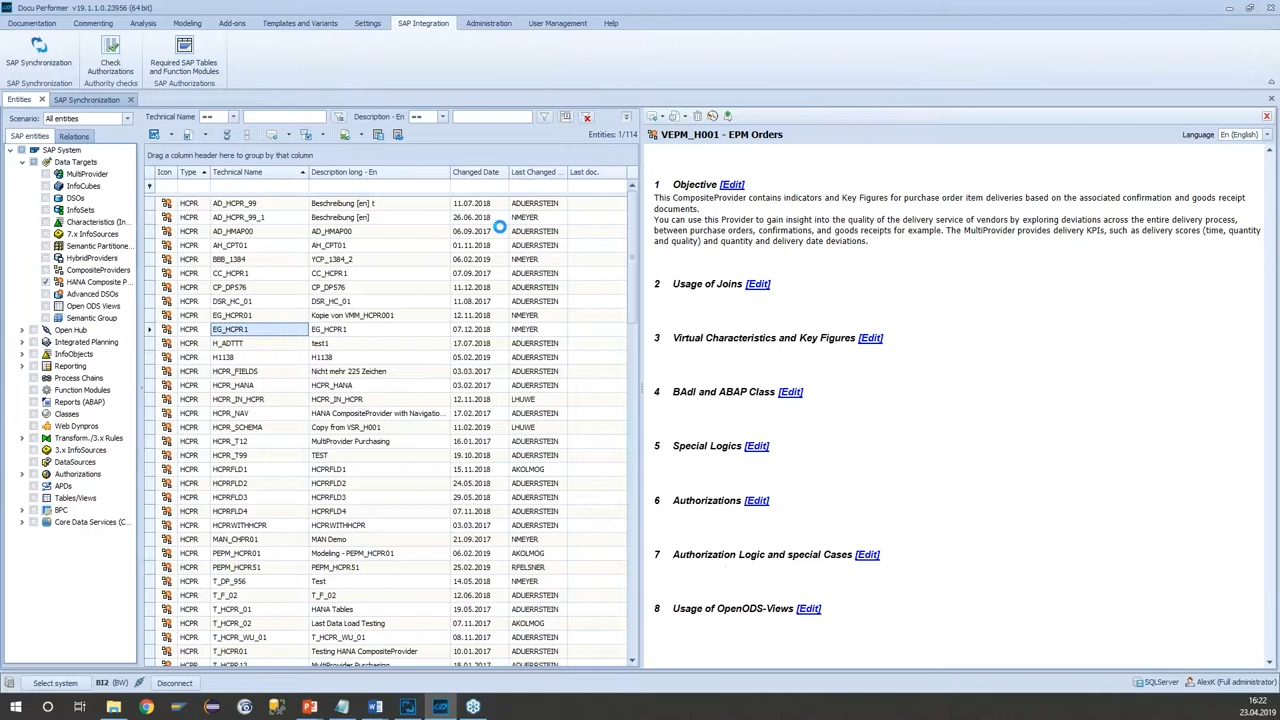 Docu Performer v19.1.1.0.23956 (64 bit)
Documentation Commenting Analysis Modeling Add-ons Templates and Variants Settings SAP Integration Administration User Management Help
SAP Synchronization
Check Authorizations
Required SAP Tables and Function Modules
SAP Synchronization Authority checks SAP Authorizations
Entities SAP Synchronization
Scenario: All entities
Technical Name == Description - En ==
SAP entities Relations
Entities: 1/114
SAP System
Data Targets
MultiProvider
InfoCubes
DSOs
InfoSets
Characteristics (In...
7.x InfoSources
Semantic Partitione...
HybridProviders
CompositeProviders
HANA Composite P...
Advanced DSOs
Open ODS Views
Semantic Group
Open Hub
Integrated Planning
InfoObjects
Reporting
Process Chains
Function Modules
Reports (ABAP)
Classes
Web Dynpros
Transform./3.x Rules
3.x InfoSources
DataSources
Authorizations
APDs
Tables/Views
BPC
Core Data Services (C...
Drag a column header here to group by that column
Icon Type Technical Name Description long - En Changed Date Last Changed ... Last doc.
HCPR AD_HCPR_99 Beschreibung [en] t 11.07.2018 ADUERRSTEIN
HCPR AD_HCPR_99_1 Beschreibung [en] 26.06.2018 NMEYER
HCPR AD_HMAP00 AD_HMAP00 06.09.2017 ADUERRSTEIN
HCPR AH_CPT01 AH_CPT01 01.11.2018 ADUERRSTEIN
HCPR BBB_1384 YCP_1384_2 06.02.2019 NMEYER
HCPR CC_HCPR1 CC_HCPR1 07.09.2017 ADUERRSTEIN
HCPR CP_DP576 CP_DP576 11.12.2018 ADUERRSTEIN
HCPR DSR_HC_01 DSR_HC_01 11.08.2017 ADUERRSTEIN
HCPR EG_HCPR01 Kopie von VMM_HCPR001 12.11.2018 NMEYER
HCPR EG_HCPR1 EG_HCPR1 07.12.2018 NMEYER
HCPR H_ADTTT test1 17.07.2018 ADUERRSTEIN
HCPR H1138 H1138 05.02.2019 ADUERRSTEIN
HCPR HCPR_FIELDS Nicht mehr 225 Zeichen 03.03.2017 ADUERRSTEIN
HCPR HCPR_HANA HCPR_HANA 03.02.2017 ADUERRSTEIN
HCPR HCPR_IN_HCPR HCPR_IN_HCPR 12.11.2018 LHUWE
HCPR HCPR_NAV HANA CompositeProvider with Navigatio... 22.02.2017 ADUERRSTEIN
HCPR HCPR_SCHEMA Copy from VSR_H001 22.11.2018 LHUWE
HCPR HCPR_T12 MultiProvider Purchasing 16.01.2017 ADUERRSTEIN
HCPR HCPR_T99 TEST 19.10.2018 ADUERRSTEIN
HCPR HCPRFLD1 HCPRFLD1 15.11.2018 AKOLMOG
HCPR HCPRFLD2 HCPRFLD2 24.05.2018 ADUERRSTEIN
HCPR HCPRFLD3 HCPRFLD3 29.05.2018 ADUERRSTEIN
HCPR HCPRFLD4 HCPRFLD4 07.11.2017 ADUERRSTEIN
HCPR HCPRWITHHCPR HCPRWITHHCPR 03.03.2017 ADUERRSTEIN
HCPR MAN_CHPR01 MAN Demo 21.09.2017 NMEYER
HCPR PEPM_HCPR01 Modeling - PEPM_HCPR01 06.02.2019 AKOLMOG
HCPR PEPM_HCPR51 PEPM_HCPR51 22.03.2019 RFELSNER
HCPR T_DP_956 Test 14.05.2018 NMEYER
HCPR T_F_02 T_F_02 12.06.2018 ADUERRSTEIN
HCPR T_HCPR_01 HANA Tables 19.05.2017 ADUERRSTEIN
HCPR T_HCPR_02 Last Data Load Testing 07.11.2017 AKOLMOG
HCPR T_HCPR_WU_01 T_HCPR_WU_01 08.11.2017 ADUERRSTEIN
HCPR T_HCPR01 Testing HANA CompositeProvider 10.01.2017 ADUERRSTEIN
HCPR T_HCPR12 MultiProvider Purchasing 18.01.2017 ADUERRSTEIN
VEPM_H001 - EPM Orders Language En (English)
1 Objective [Edit]
This CompositeProvider contains indicators and Key Figures for purchase order item deliveries based on the associated confirmation and goods receipt
documents.
You can use this Provider to gain insight into the quality of the delivery service of vendors by exploring deviations across the entire delivery process,
between purchase orders, confirmations, and goods receipts for example. The MultiProvider provides delivery KPIs, such as delivery scores (time, quantity
and quality) and quantity and delivery date deviations.
2 Usage of Joins [Edit]
3 Virtual Characteristics and Key Figures [Edit]
4 BAdI and ABAP Class [Edit]
5 Special Logics [Edit]
6 Authorizations [Edit]
7 Authorization Logic and special Cases [Edit]
8 Usage of OpenODS-Views [Edit]
Select system BI2 (BW) Disconnect SQLServer AlexK (Full administrator)
16:22
23.04.2019